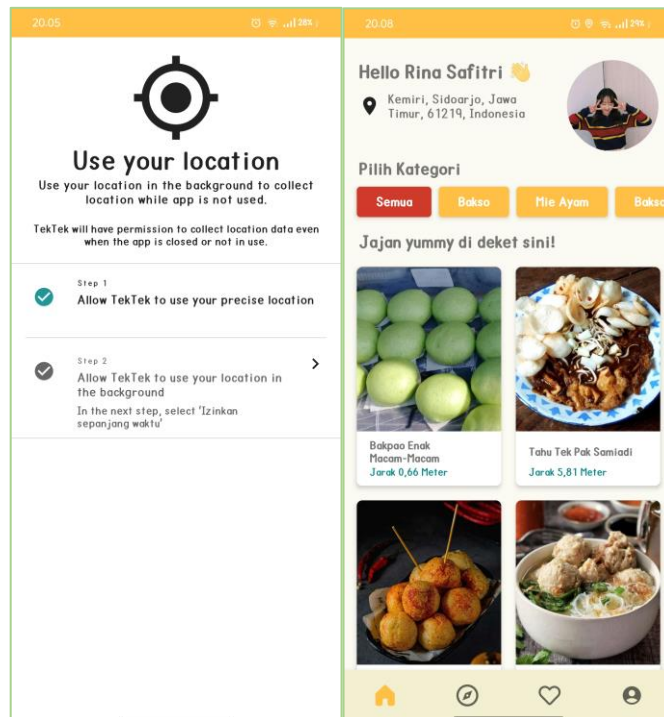 20.05
28%
Use your location
Use your location in the background to collect
location while app is not used.
TekTek will have permission to collect location data even
when the app is closed or not in use.
Step 1
Allow TekTek to use your precise location
Step 2
Allow TekTek to use your location in
the background
In the next step, select 'Izinkan
sepanjang waktu'
20.08
29%
Hello Rina Safitri 👋
Kemiri, Sidoarjo, Jawa
Timur, 61219, Indonesia
Pilih Kategori
Semua Bakso Mie Ayam Bakso
Jajan yummy di deket sini!
Bakpao Enak
Macam-Macam
Jarak 0,66 Meter
Tahu Tek Pak Samiadi
Jarak 5,81 Meter